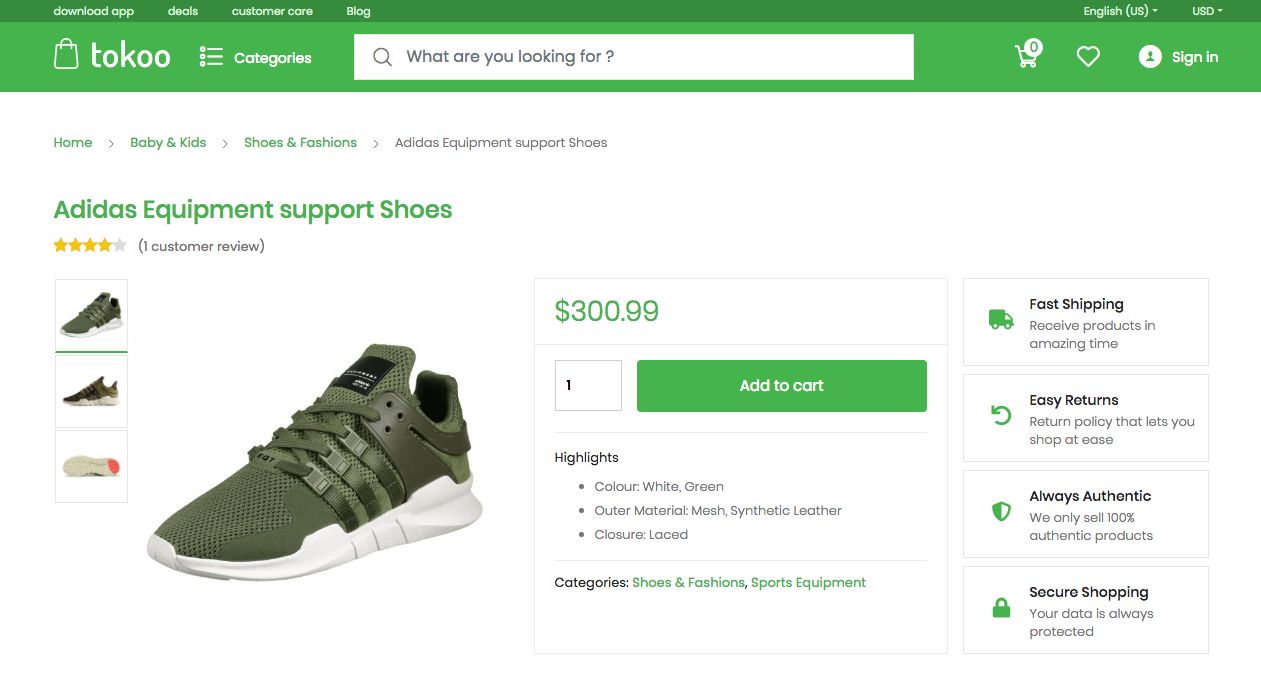 download app deals customer care Blog English (US) USD
tokoo Categories What are you looking for ? 0 Sign in
Home Baby & Kids Shoes & Fashions Adidas Equipment support Shoes
Adidas Equipment support Shoes
(1 customer review)
EQUIPMENT
EQT
$300.99
1 Add to cart
Highlights
Colour: White, Green
Outer Material: Mesh, Synthetic Leather
Closure: Laced
Categories: Shoes & Fashions, Sports Equipment
Fast Shipping
Receive products in
amazing time
Easy Returns
Return policy that lets you
shop at ease
Always Authentic
We only sell 100%
authentic products
Secure Shopping
Your data is always
protected